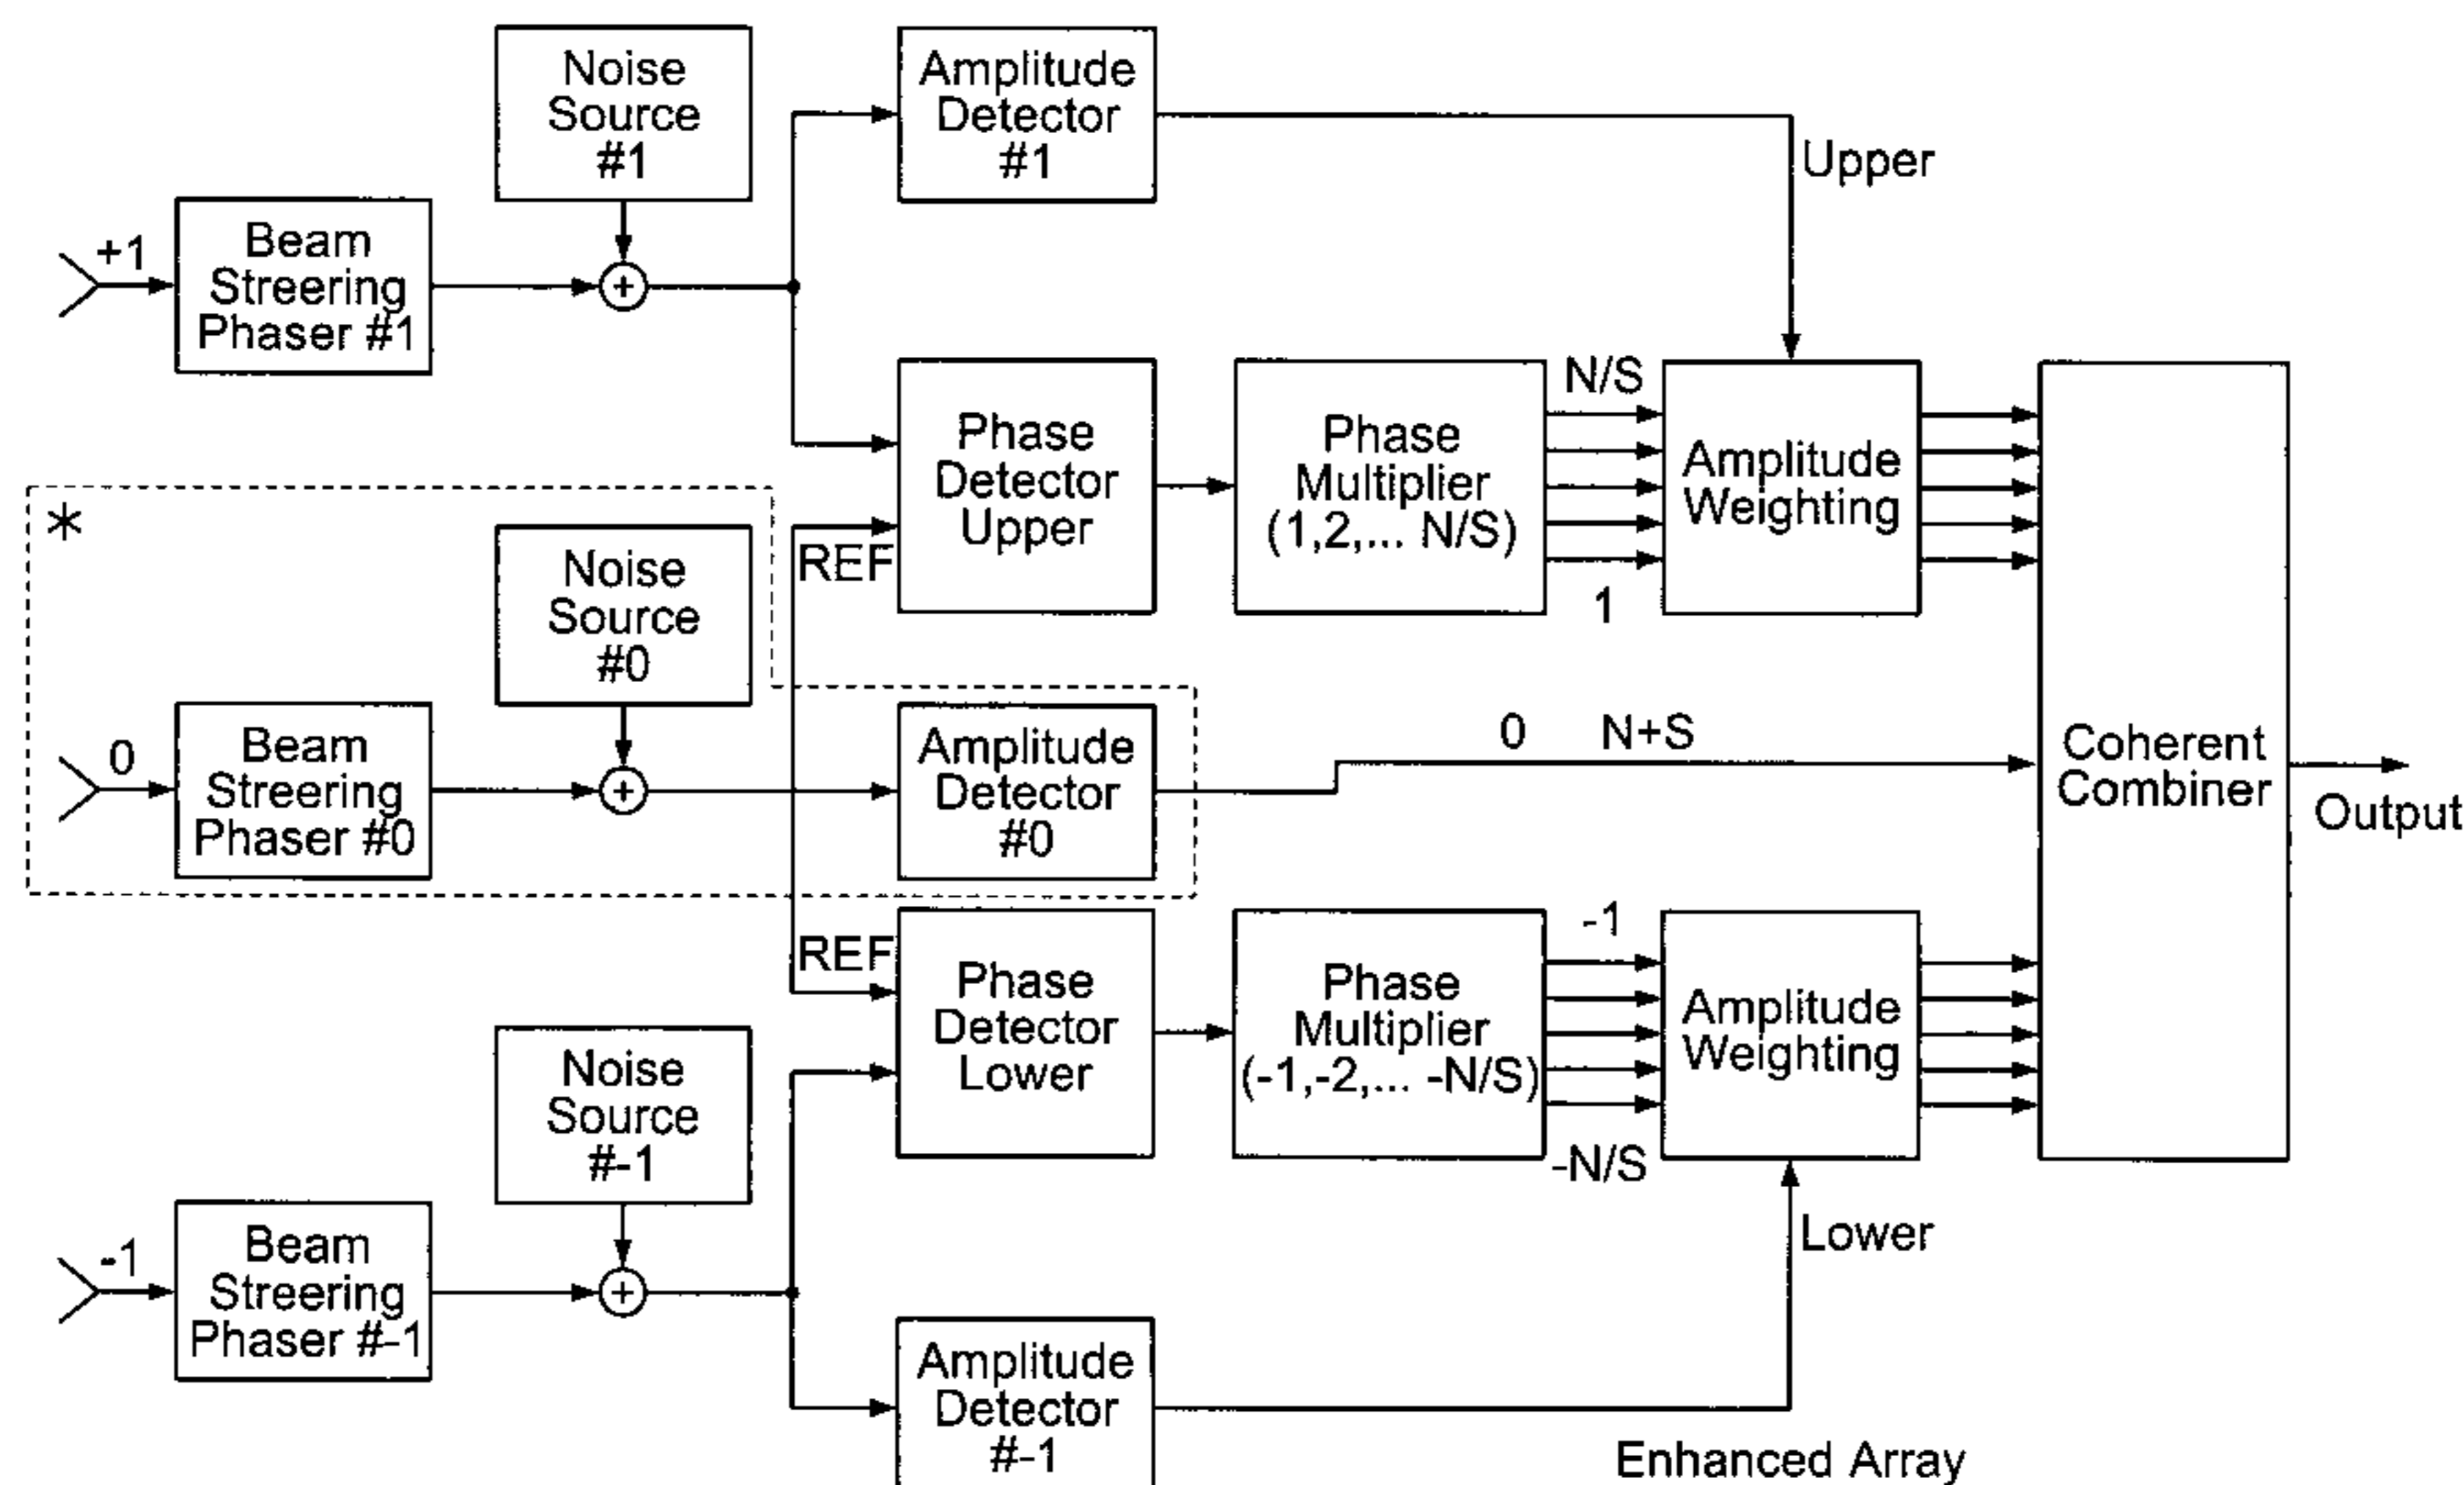 Noise
Source
#1
Amplitude
Detector
#1
Upper
+1
Beam
Streering
Phaser #1
+
Phase
Detector
Upper
REF
Phase
Multiplier
(1,2,... N/S)
N/S
1
Amplitude
Weighting
*
Noise
Source
#0
0
Beam
Streering
Phaser #0
+
Amplitude
Detector
#0
0 N+S
Coherent
Combiner
Output
REF
Phase
Detector
Lower
Phase
Multiplier
(-1,-2,... -N/S)
-1
-N/S
Amplitude
Weighting
Noise
Source
#-1
Lower
-1
Beam
Streering
Phaser #-1
+
Amplitude
Detector
#-1
Enhanced Array